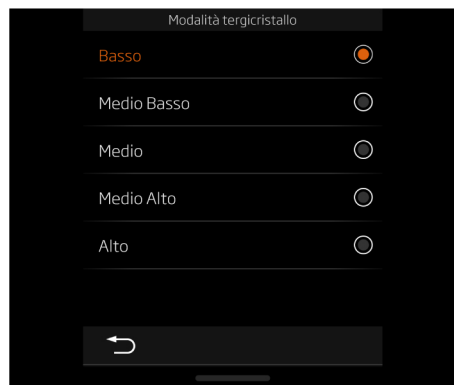 Modalità tergicristallo
Basso
Medio Basso
Medio
Medio Alto
Alto